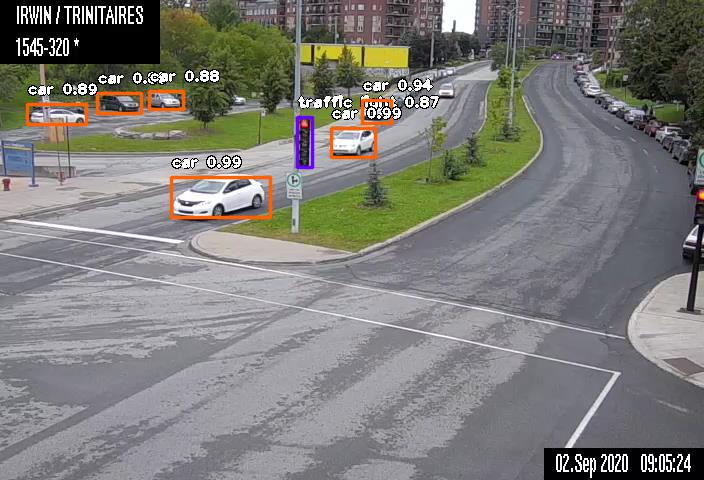 IRWIN / TRINITAIRES
1545-320 *
car 0.89
car 0.88
car 0.94
traffic light 0.87
car 0.99
car 0.99
02.Sep 2020 09:05:24